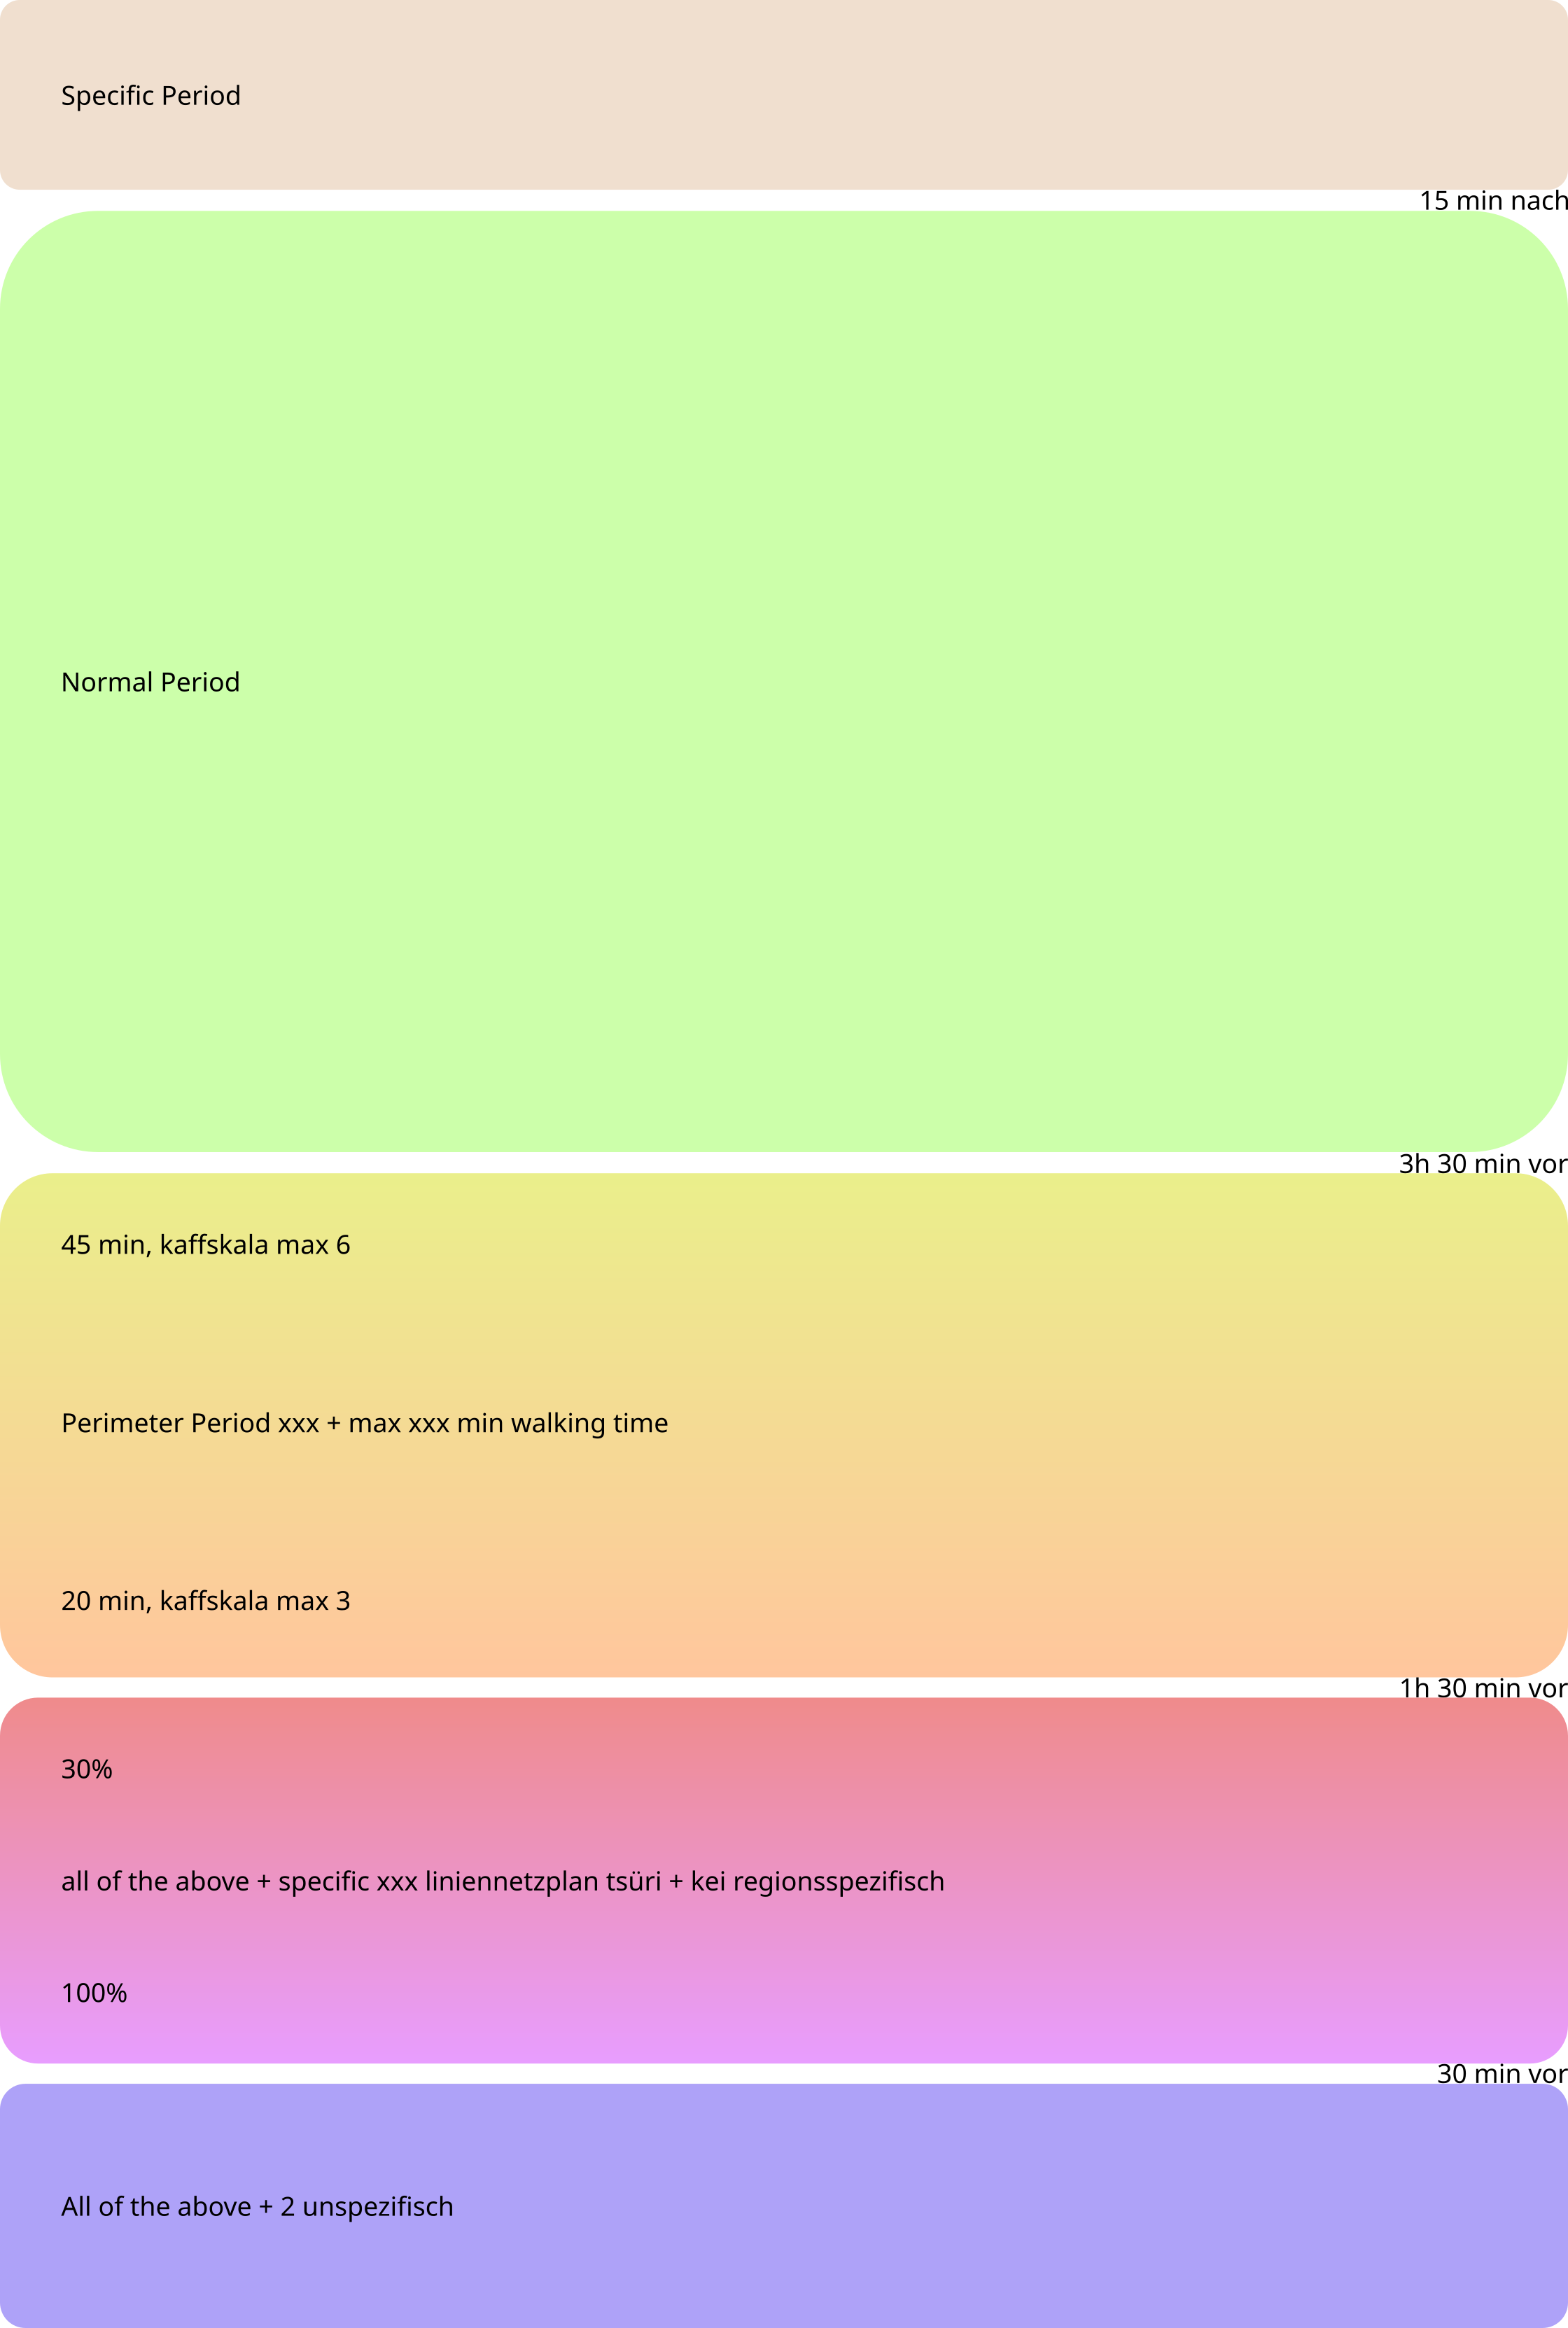 Specific Period
15 min nach
Normal Period
3h 30 min vor
45 min, kaffskala max 6
Perimeter Period xxx + max xxx min walking time
20 min, kaffskala max 3
1h 30 min vor
30%
all of the above + specific xxx liniennetzplan tsüri + kei regionsspezifisch
100%
30 min vor
All of the above + 2 unspezifisch